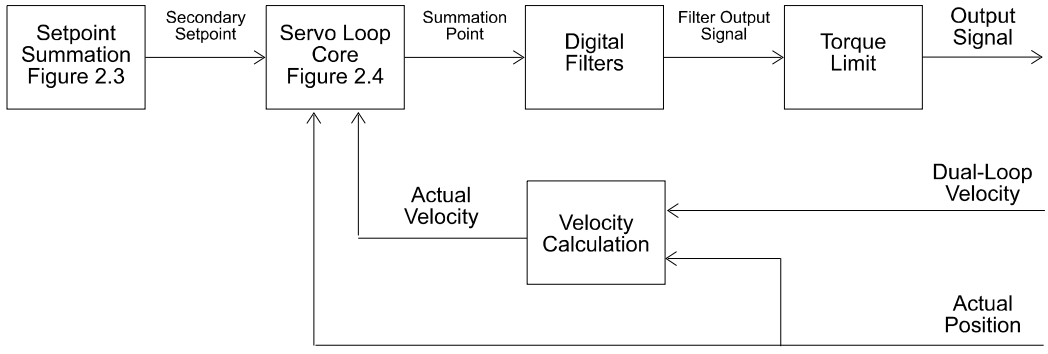 Setpoint
Summation
Figure 2.3
Secondary
Setpoint
Servo Loop
Core
Figure 2.4
Summation
Point
Digital
Filters
Filter Output
Signal
Torque
Limit
Output
Signal
Actual
Velocity
Velocity
Calculation
Dual-Loop
Velocity
Actual
Position